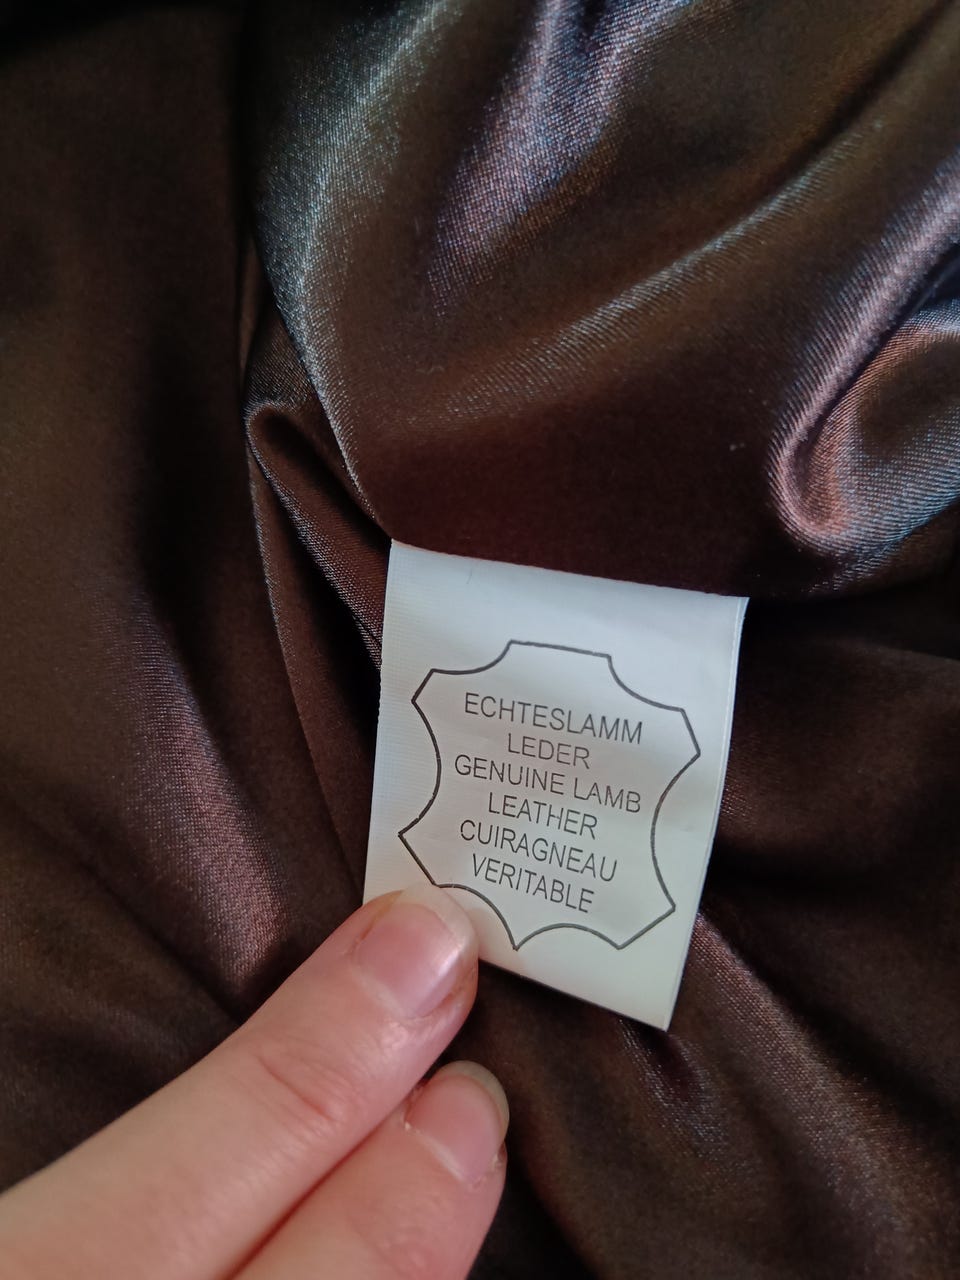 ECHTESLAMM
LEDER
GENUINE LAMB
LEATHER
CUIRAGNEAU
VERITABLE